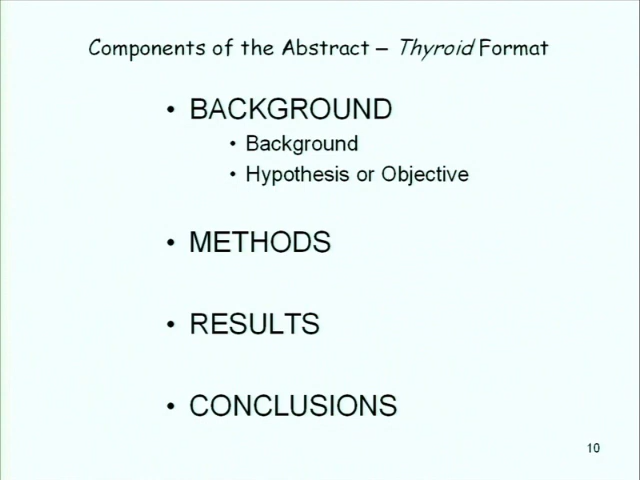 Components of the Abstract – Thyroid Format
• BACKGROUND
• Background
• Hypothesis or Objective
• METHODS
• RESULTS
• CONCLUSIONS
10